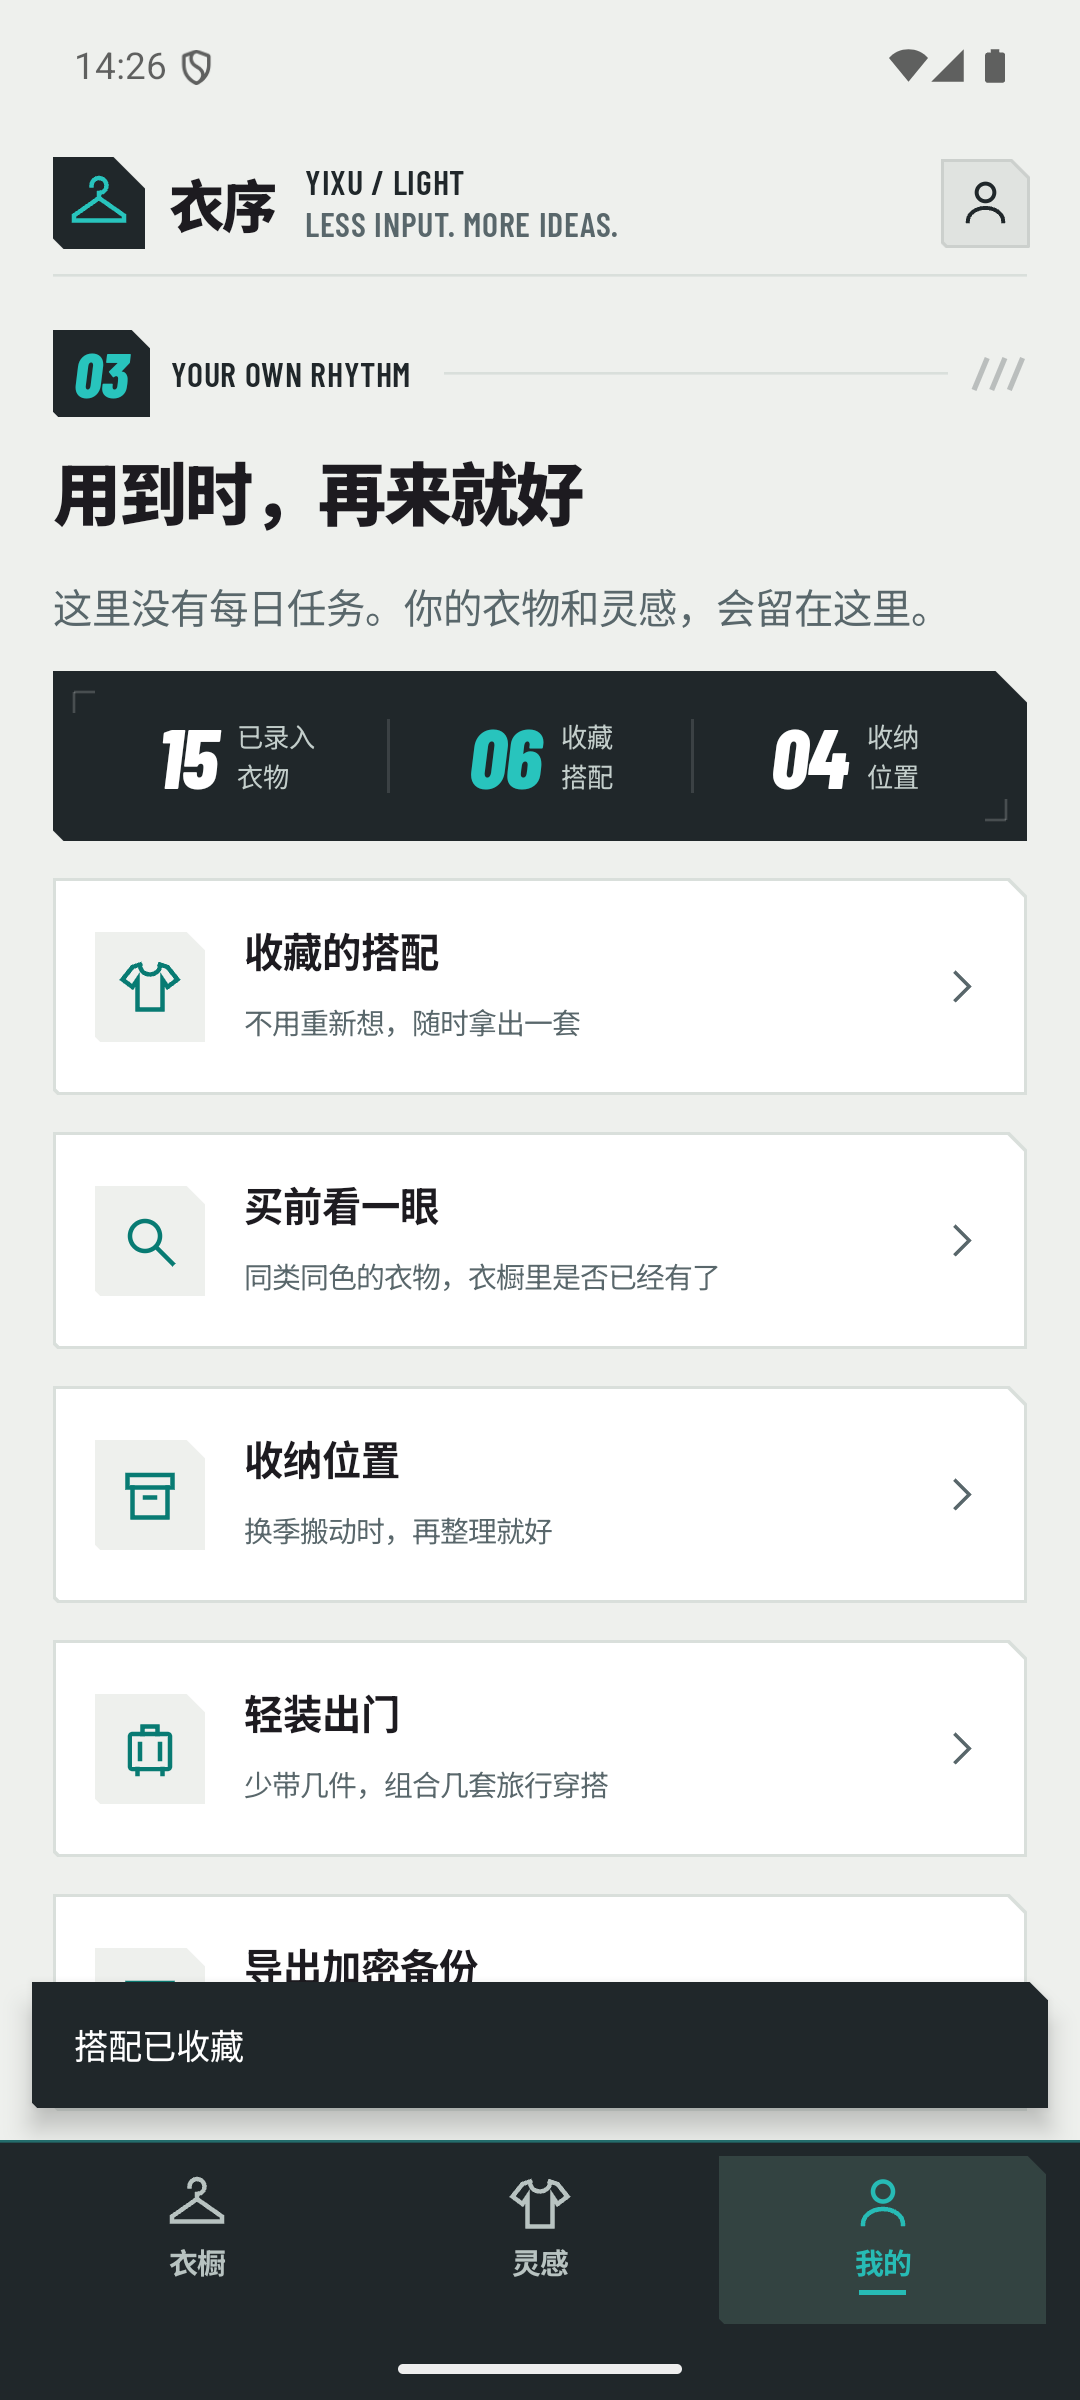 14:26
衣序
YIXU / LIGHT
LESS INPUT. MORE IDEAS.
03
YOUR OWN RHYTHM
用到时，再来就好
这里没有每日任务。你的衣物和灵感，会留在这里。
15 已录入衣物
06 收藏搭配
04 收纳位置
收藏的搭配
不用重新想，随时拿出一套
买前看一眼
同类同色的衣物，衣橱里是否已经有了
收纳位置
换季搬动时，再整理就好
轻装出门
少带几件，组合几套旅行穿搭
导出加密备份
搭配已收藏
衣橱
灵感
我的